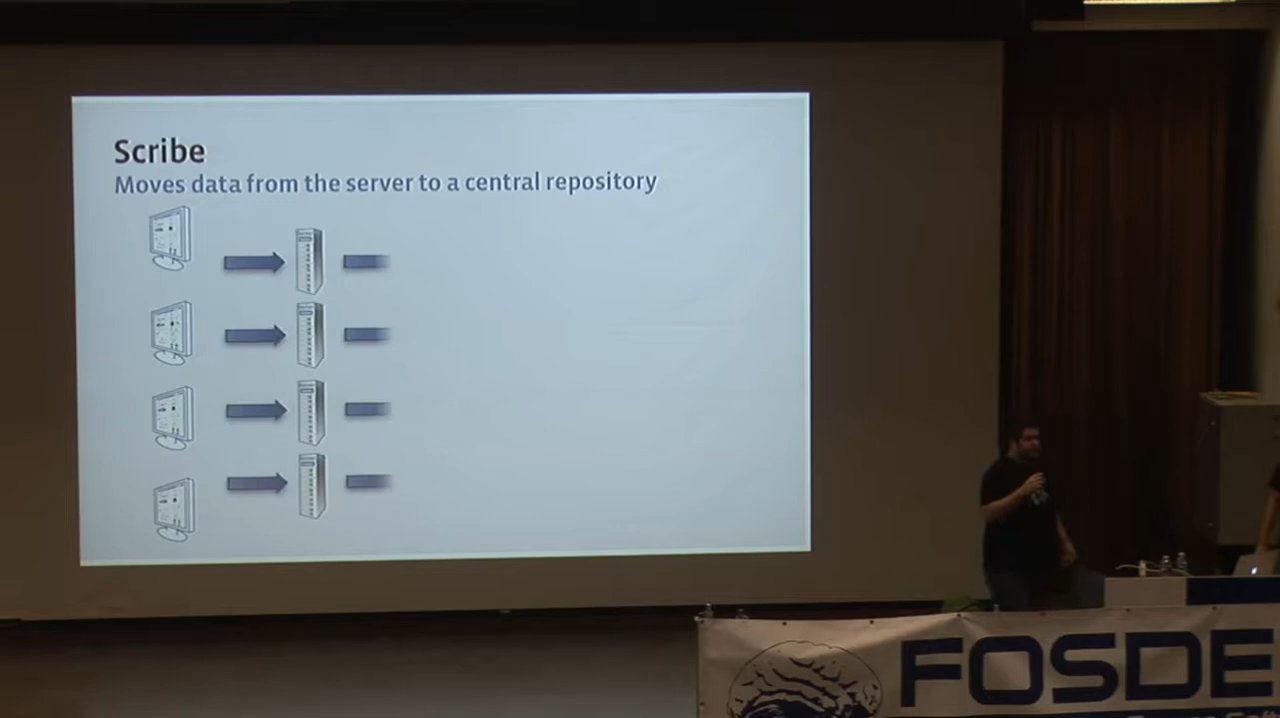 Scribe
Moves data from the server to a central repository
FOSDE